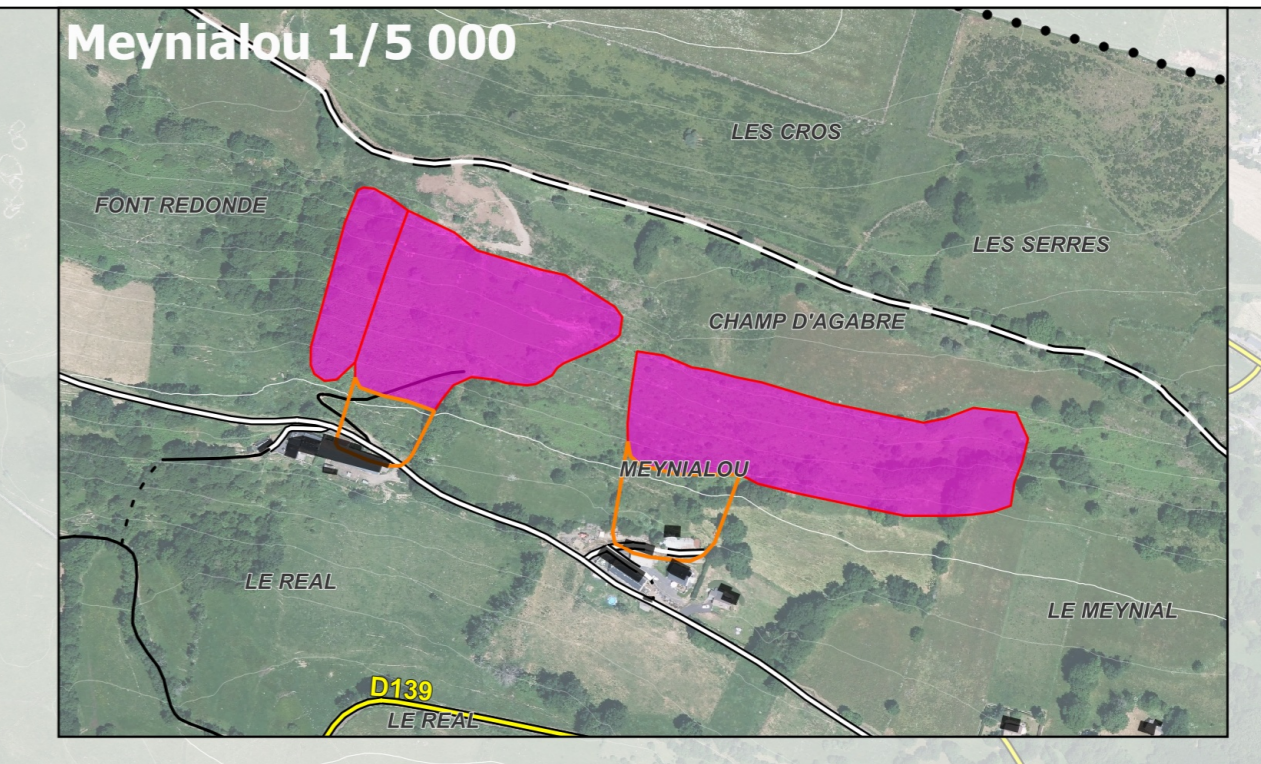 Meynialou 1/5 000
LES CROS
FONT REDONDE
LES SERRES
CHAMP D'AGABRE
MEYNIALOU
LE REAL
LE MEYNIAL
D139
LE REAL